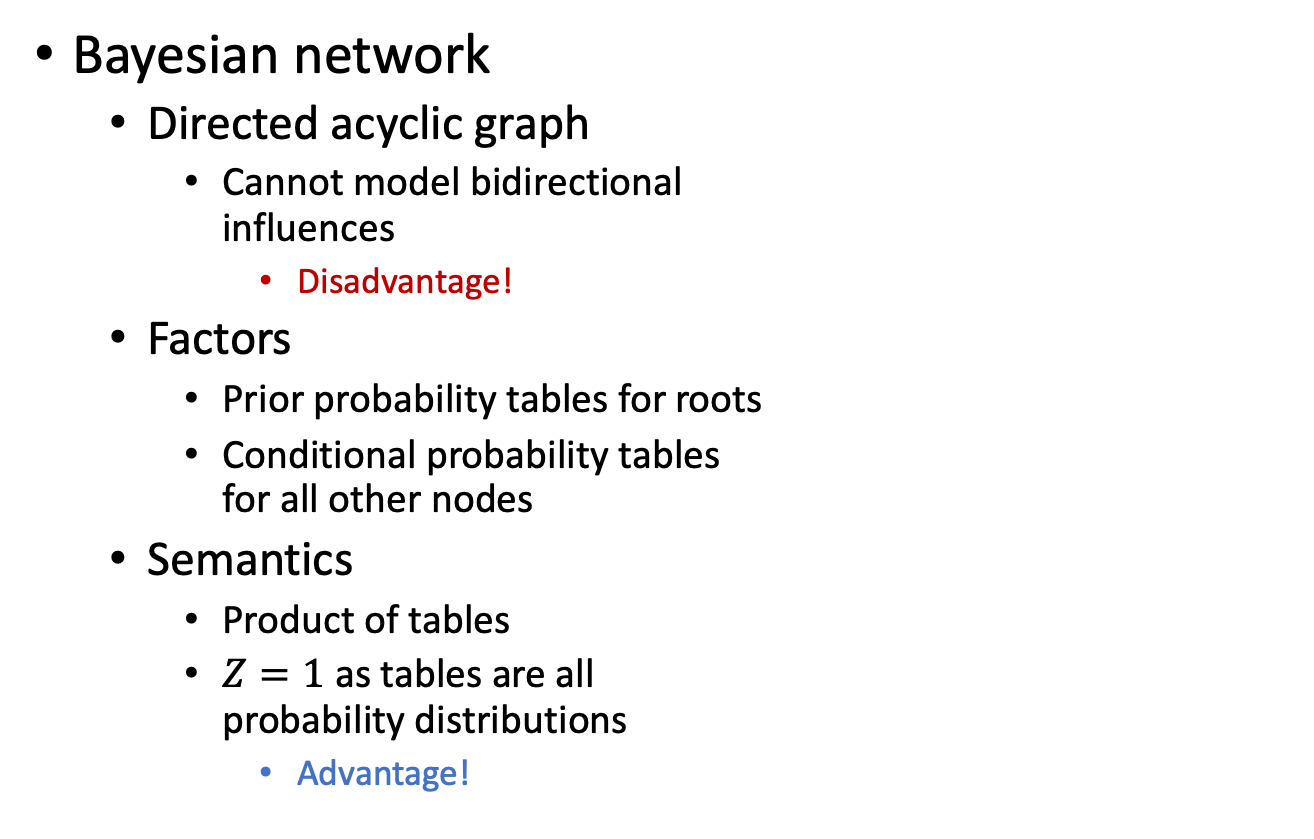 • Bayesian network
• Directed acyclic graph
• Cannot model bidirectional
influences
• Disadvantage!
• Factors
• Prior probability tables for roots
• Conditional probability tables
for all other nodes
• Semantics
• Product of tables
• Z = 1 as tables are all
probability distributions
• Advantage!